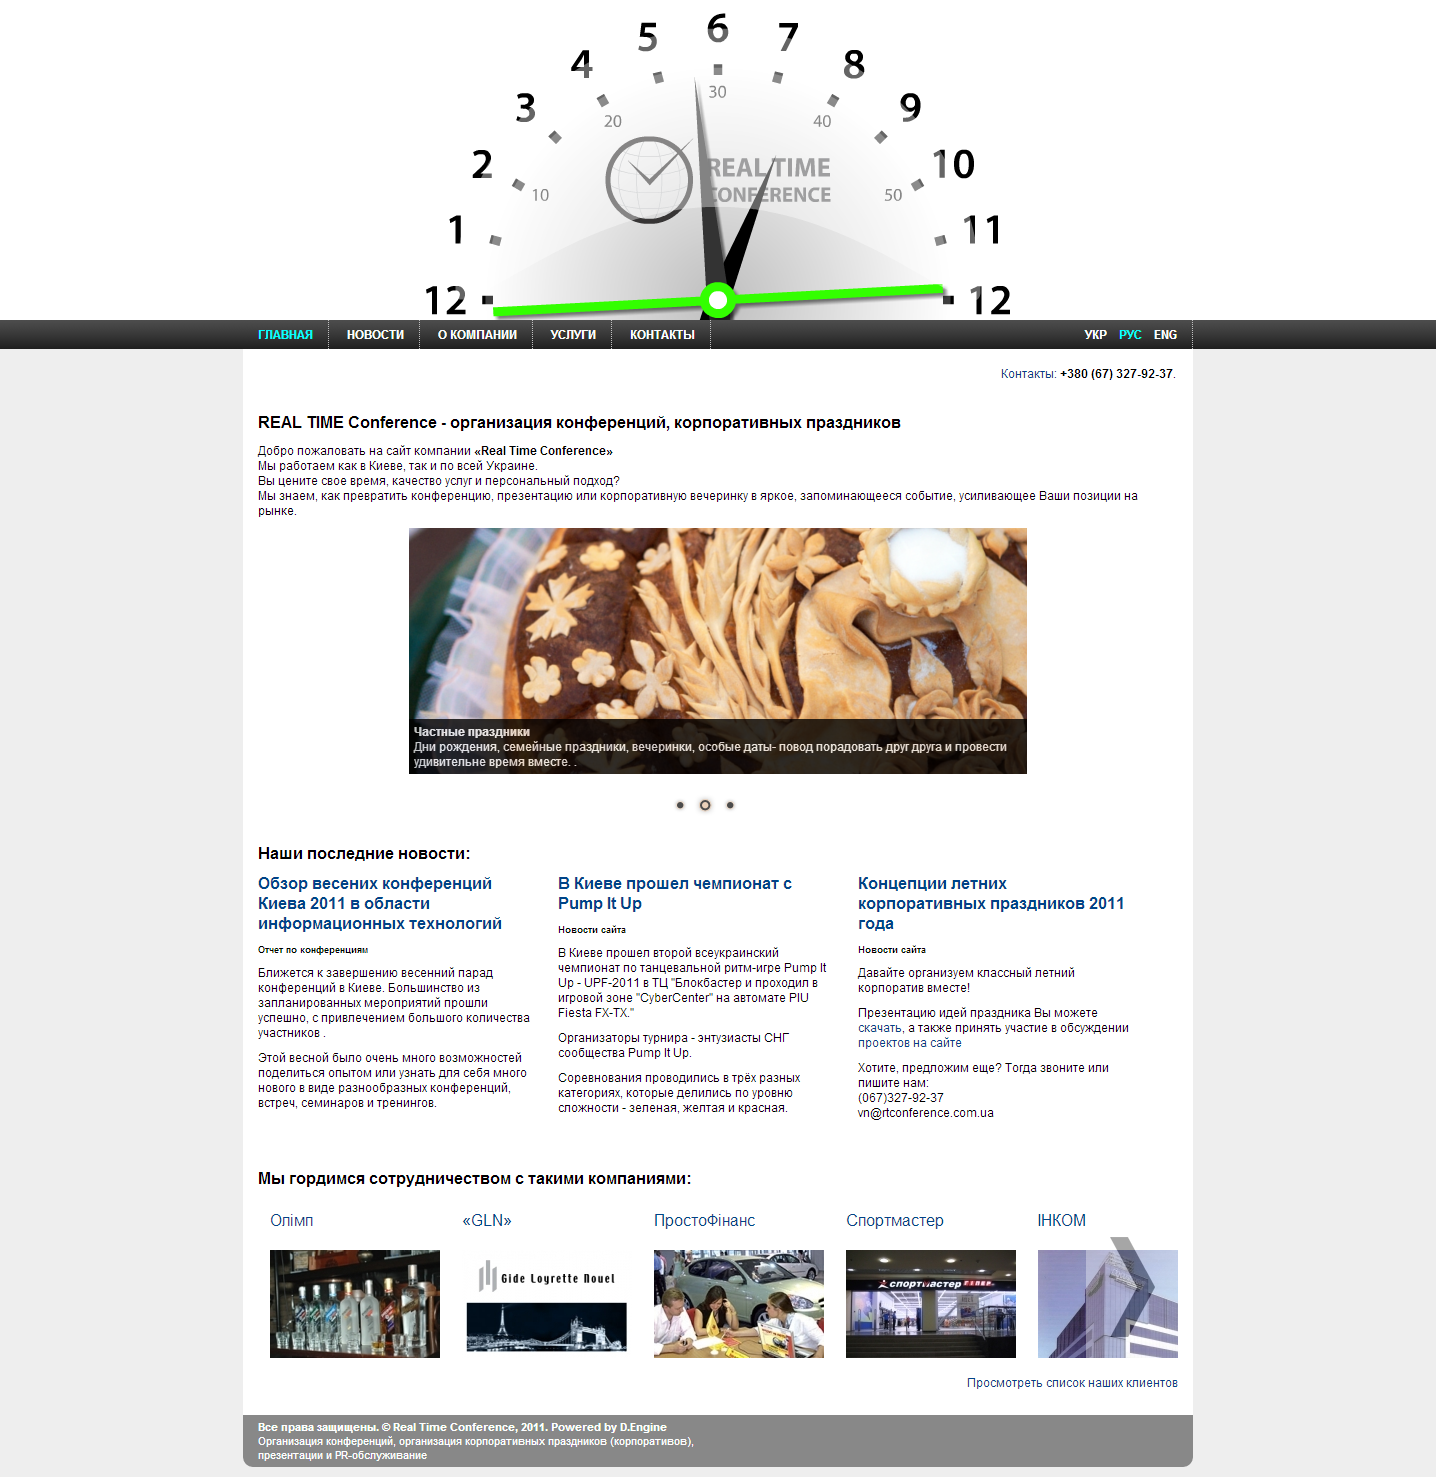 6
5
7
4
8
30
3
9
20
40
2
REAL TIME
10
10
CONFERENCE
50
1
11
12
12
ГЛАВНАЯ НОВОСТИ О КОМПАНИИ УСЛУГИ КОНТАКТЫ УКР РУС ENG
Контакты: +380 (67) 327-92-37.
REAL TIME Conference - организация конференций, корпоративных праздников
Добро пожаловать на сайт компании «Real Time Conference»
Мы работаем как в Киеве, так и по всей Украине.
Вы цените свое время, качество услуг и персональный подход?
Мы знаем, как превратить конференцию, презентацию или корпоративную вечеринку в яркое, запоминающееся событие, усиливающее Ваши позиции на
рынке.
Частные праздники
Дни рождения, семейные праздники, вечеринки, особые даты- повод порадовать друг друга и провести
удивительне время вместе. .
Наши последние новости:
Обзор весених конференций
Киева 2011 в области
информационных технологий
Отчет по конференциям
Ближется к завершению весенний парад
конференций в Киеве. Большинство из
запланированных мероприятий прошли
успешно, с привлечением большого количества
участников .
Этой весной было очень много возможностей
поделиться опытом или узнать для себя много
нового в виде разнообразных конференций,
встреч, семинаров и тренингов.
В Киеве прошел чемпионат с
Pump It Up
Новости сайта
В Киеве прошел второй всеукраинский
чемпионат по танцевальной ритм-игре Pump It
Up - UPF-2011 в ТЦ "Блокбастер и проходил в
игровой зоне "CyberCenter" на автомате PIU
Fiesta FX-TX."
Организаторы турнира - энтузиасты СНГ
сообщества Pump It Up.
Соревнования проводились в трёх разных
категориях, которые делились по уровню
сложности - зеленая, желтая и красная.
Концепции летних
корпоративных праздников 2011
года
Новости сайта
Давайте организуем классный летний
корпоратив вместе!
Презентацию идей праздника Вы можете
скачать, а также принять участие в обсуждении
проектов на сайте
Хотите, предложим еще? Тогда звоните или
пишите нам:
(067)327-92-37
vn@rtconference.com.ua
Мы гордимся сотрудничеством с такими компаниями:
Олімп «GLN» ПростоФінанс Спортмастер ІНКОМ
Gide Loyrette Nouel
спортмастер ГІПЕР
Просмотреть список наших клиентов
Все права защищены. © Real Time Conference, 2011. Powered by D.Engine
Организация конференций, организация корпоративных праздников (корпоративов),
презентации и PR-обслуживание